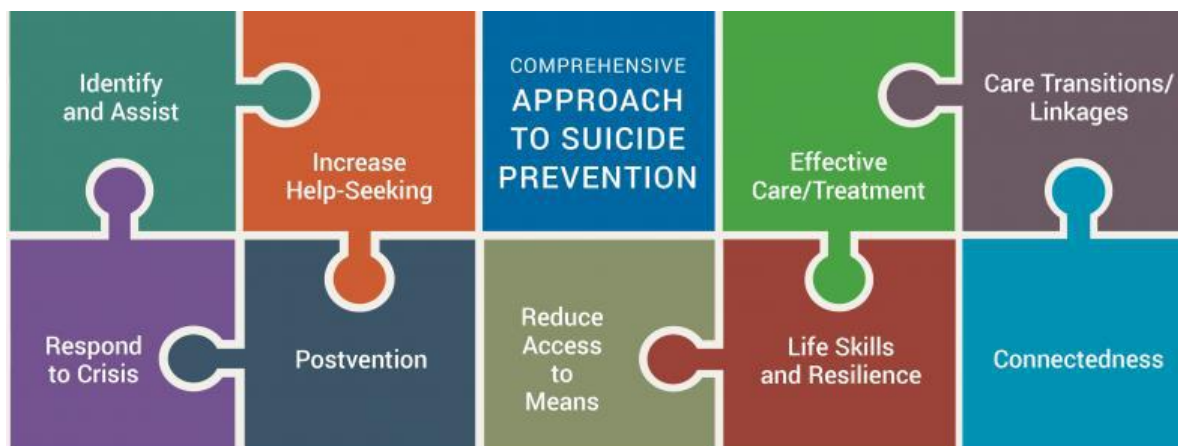 Identify
and Assist
Increase
Help-Seeking
COMPREHENSIVE
APPROACH
TO SUICIDE
PREVENTION
Effective
Care/Treatment
Care Transitions/
Linkages
Respond
to Crisis
Postvention
Reduce
Access
to
Means
Life Skills
and Resilience
Connectedness